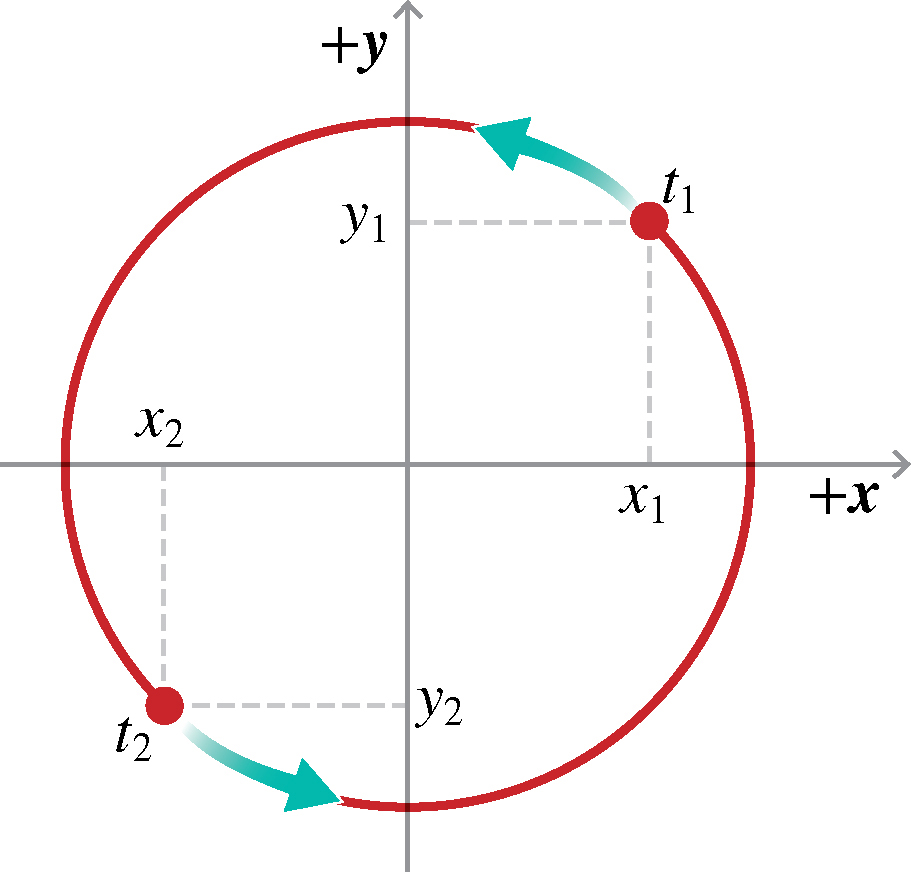 +y
t₁
y₁
x₂
x₁
+x
y₂
t₂